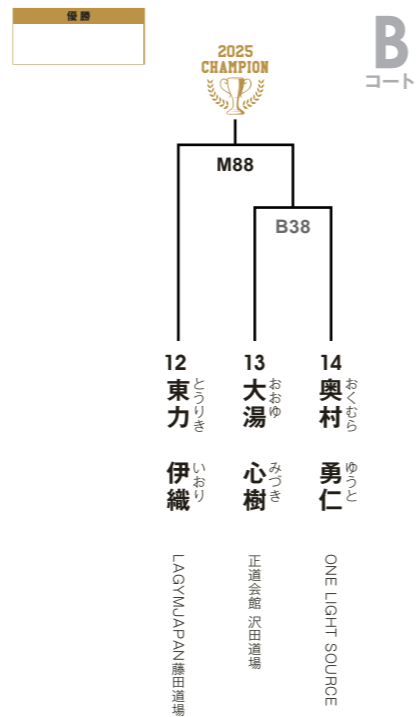 優勝
B
コート
2025
CHAMPION
M88
B38
12
東力 伊織
とうりき いおり
LAGYMJAPAN藤田道場
13
大湯 心樹
おおゆ みづき
正道会館 沢田道場
14
奥村 勇仁
おくむら ゆうと
ONE LIGHT SOURCE